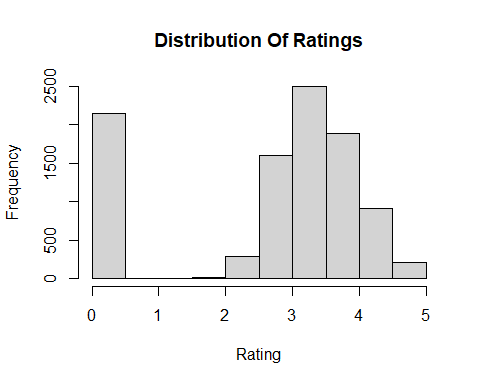 Distribution Of Ratings
Frequency
2500
1500
500
0
0 1 2 3 4 5
Rating